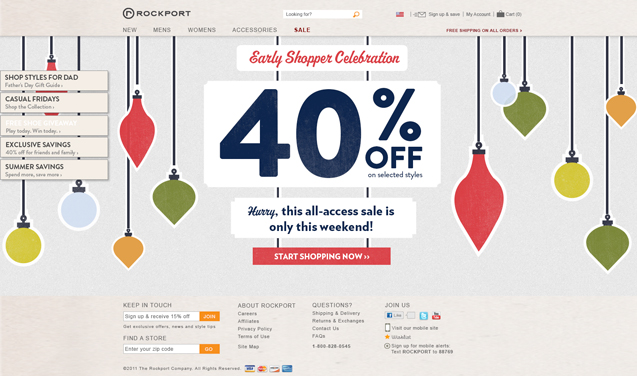 ROCKPORT
Looking for?
Sign up & save | My Account | Cart (0)
NEW MENS WOMENS ACCESSORIES SALE
FREE SHIPPING ON ALL ORDERS >
Early Shopper Celebration
40% OFF
on selected styles
Hurry, this all-access sale is
only this weekend!
START SHOPPING NOW >>
SHOP STYLES FOR DAD
Father's Day Gift Guide >
CASUAL FRIDAYS
Shop the Collection >
Play today. Win today. >
EXCLUSIVE SAVINGS
40% off for friends and family >
SUMMER SAVINGS
Spend more, save more >
KEEP IN TOUCH
Sign up & receive 15% off JOIN
Get exclusive offers, news and style tips
FIND A STORE
Enter your zip code GO
ABOUT ROCKPORT
Careers
Affiliates
Privacy Policy
Terms of Use
Site Map
QUESTIONS?
Shipping & Delivery
Returns & Exchanges
Contact Us
FAQs
1-800-828-0545
JOIN US
Like
Visit our mobile site
Wishlist
Sign up for mobile alerts.
Text ROCKPORT to 88769
©2011 The Rockport Company, All Rights Reserved.
VISA